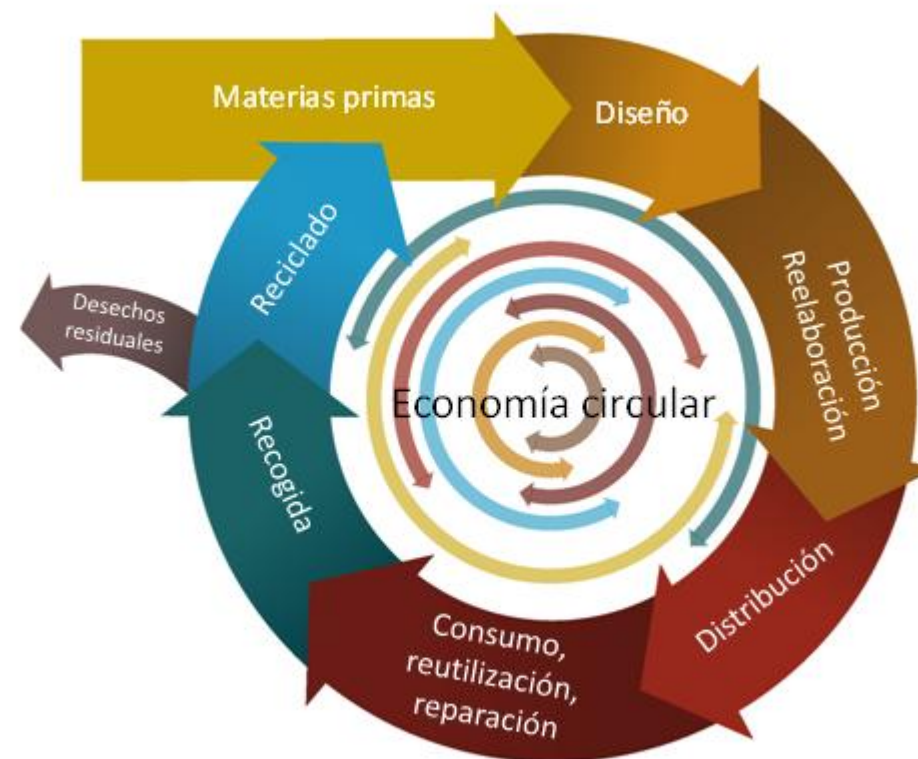 Materias primas
Diseño
Producción
Reelaboración
Distribución
Consumo,
reutilización,
reparación
Recogida
Reciclado
Desechos
residuales
Economía circular